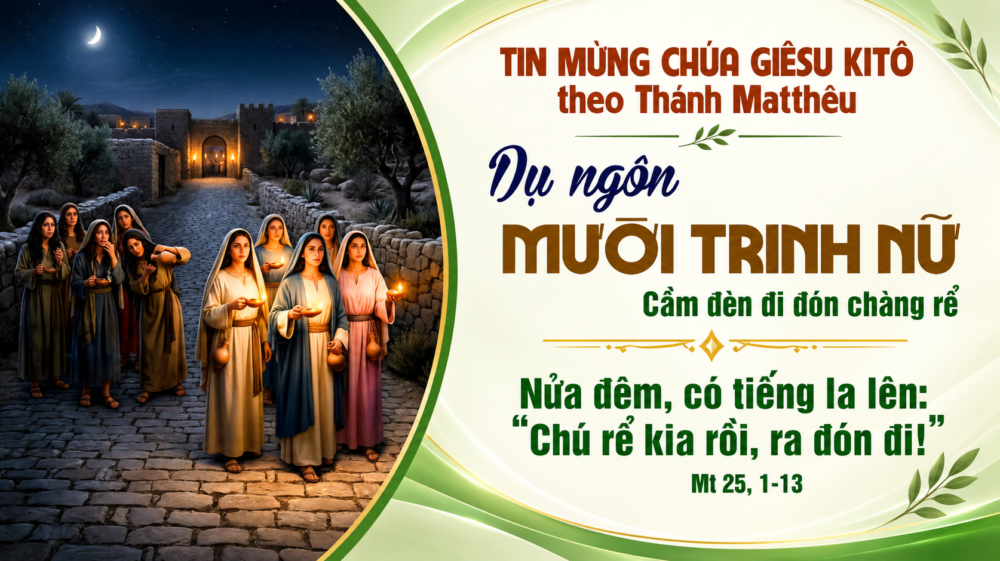 TIN MỪNG CHÚA GIÊSU KITÔ
theo Thánh Matthêu
Dụ ngôn
MƯỜI TRINH NỮ
Cầm đèn đi đón chàng rể
Nửa đêm, có tiếng la lên:
“Chú rể kia rồi, ra đón đi!”
Mt 25, 1-13